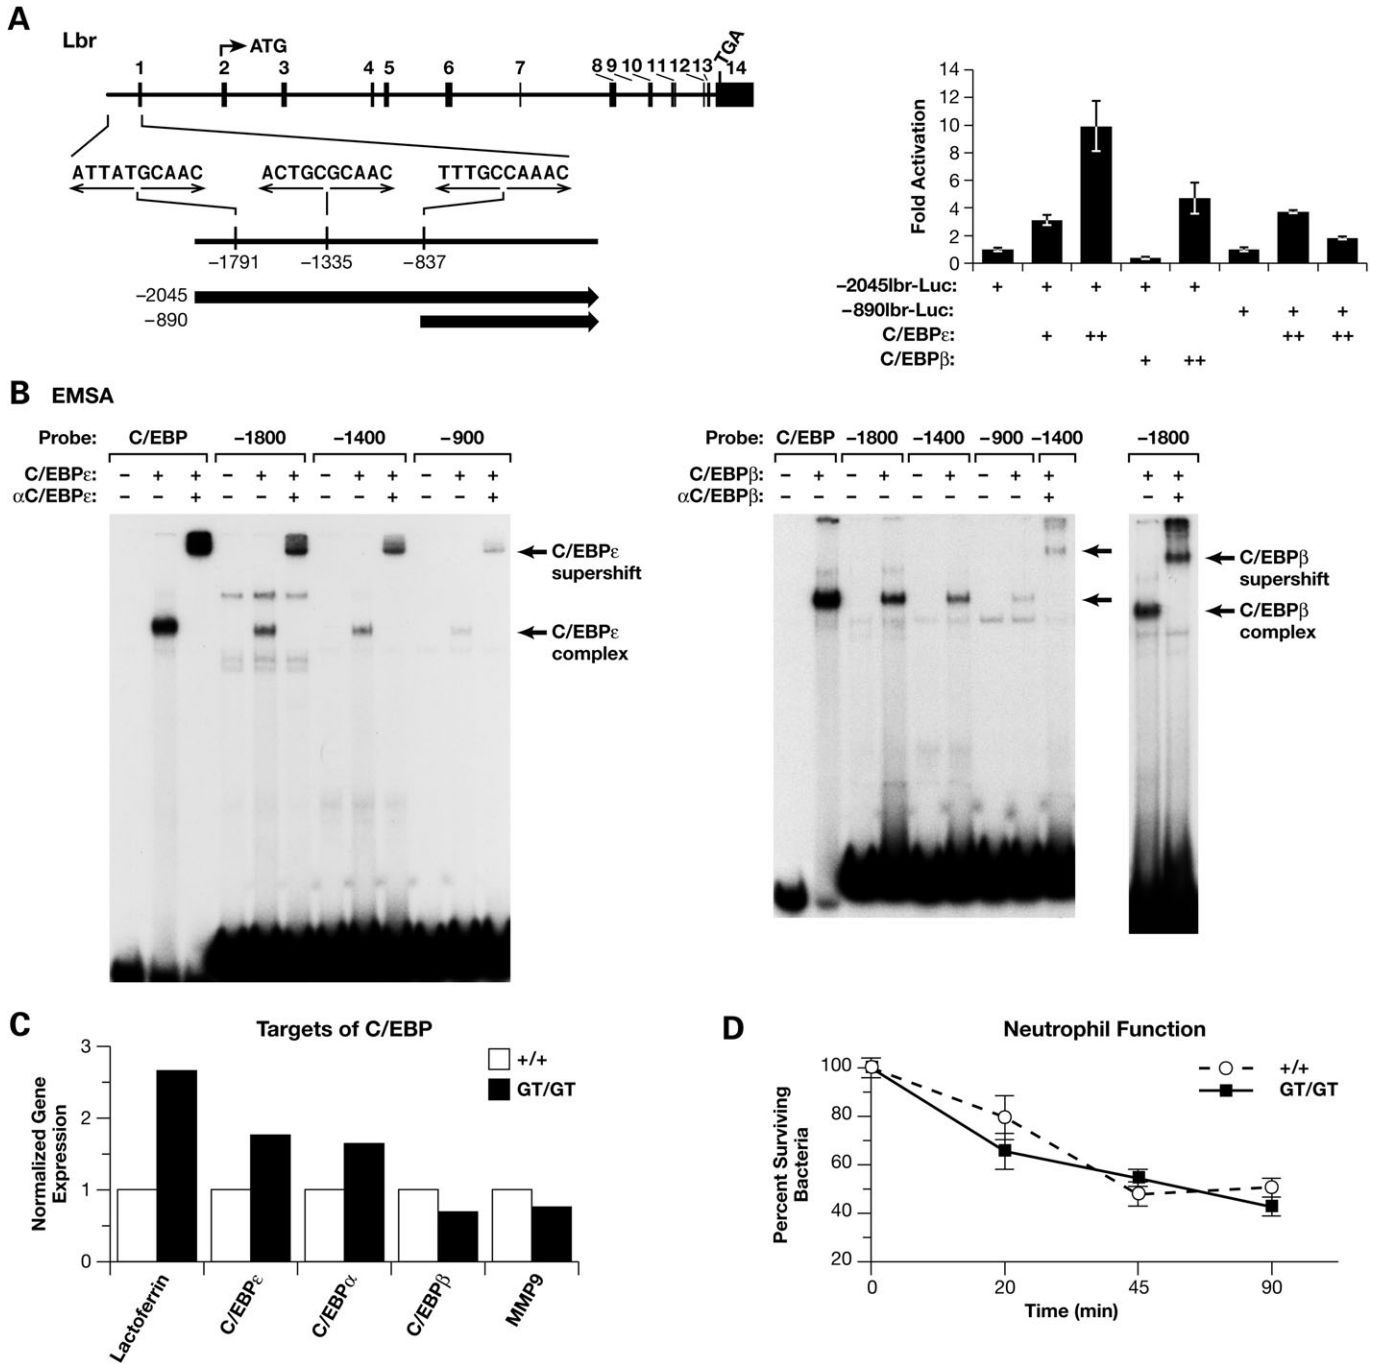 A
Lbr
ATG
TGA
1 2 3 4 5 6 7 8 9 10 11 12 13 14
ATTATGCAAC ACTGCGCAAC TTTGCCAAAC
−1791 −1335 −837
−2045
−890
Fold Activation
14
12
10
8
6
4
2
0
−2045lbr-Luc: + + + + +
−890lbr-Luc: + + +
C/EBPε: + ++ ++ ++
C/EBPβ: + ++
B EMSA
Probe: C/EBP −1800 −1400 −900
C/EBPε: − + + − + + − + + − + +
αC/EBPε: − − + − − + − − + − − +
C/EBPε
supershift
C/EBPε
complex
Probe: C/EBP −1800 −1400 −900 −1400 −1800
C/EBPβ: − + − + − + − + + + +
αC/EBPβ: − − − − − − − − + − +
C/EBPβ
supershift
C/EBPβ
complex
C
Targets of C/EBP
+/+
GT/GT
Normalized Gene
Expression
3
2
1
0
Lactoferrin
C/EBPε
C/EBPα
C/EBPβ
MMP9
D
Neutrophil Function
+/+
GT/GT
Percent Surviving
Bacteria
100
80
60
40
20
0 20 45 90
Time (min)